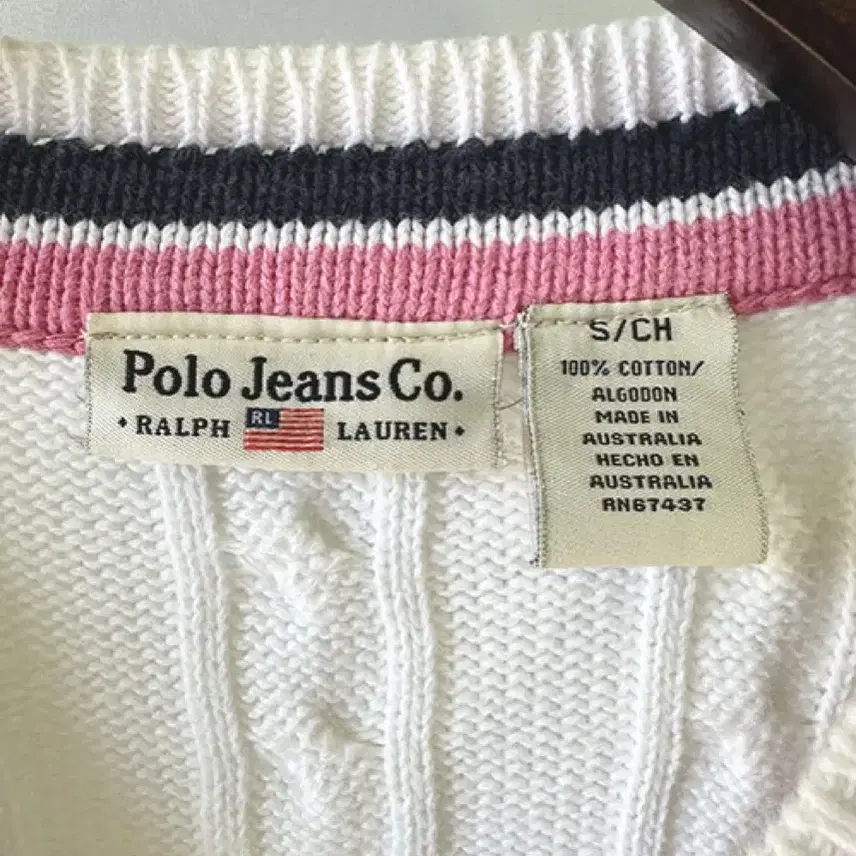 Polo Jeans Co.
• RALPH RL LAUREN •
S/CH
100% COTTON/
ALGODON
MADE IN
AUSTRALIA
HECHO EN
AUSTRALIA
RN67437